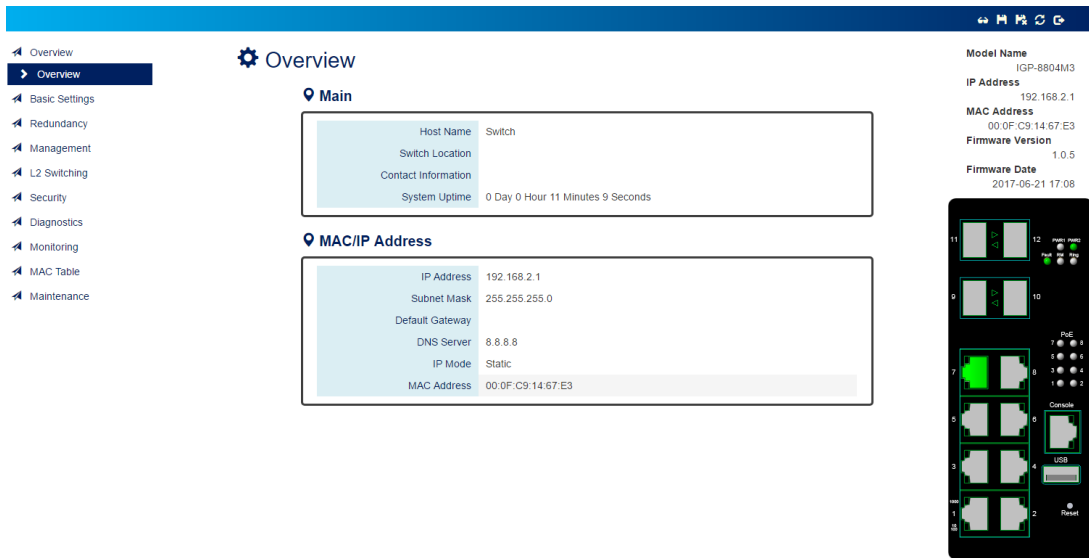 Overview
Overview
Basic Settings
Redundancy
Management
L2 Switching
Security
Diagnostics
Monitoring
MAC Table
Maintenance
Overview
Main
Host Name Switch
Switch Location
Contact Information
System Uptime 0 Day 0 Hour 11 Minutes 9 Seconds
MAC/IP Address
IP Address 192.168.2.1
Subnet Mask 255.255.255.0
Default Gateway
DNS Server 8.8.8.8
IP Mode Static
MAC Address 00:0F:C9:14:67:E3
Model Name
IGP-8804M3
IP Address
192.168.2.1
MAC Address
00:0F:C9:14:67:E3
Firmware Version
1.0.5
Firmware Date
2017-06-21 17:08
11 12 PWR1 PWR2
Fault RM Ring
9 10
PoE
7 8
5 6
3 4
1 2
7 8
Console
5 6
USB
3 4
1000
1 2 Reset